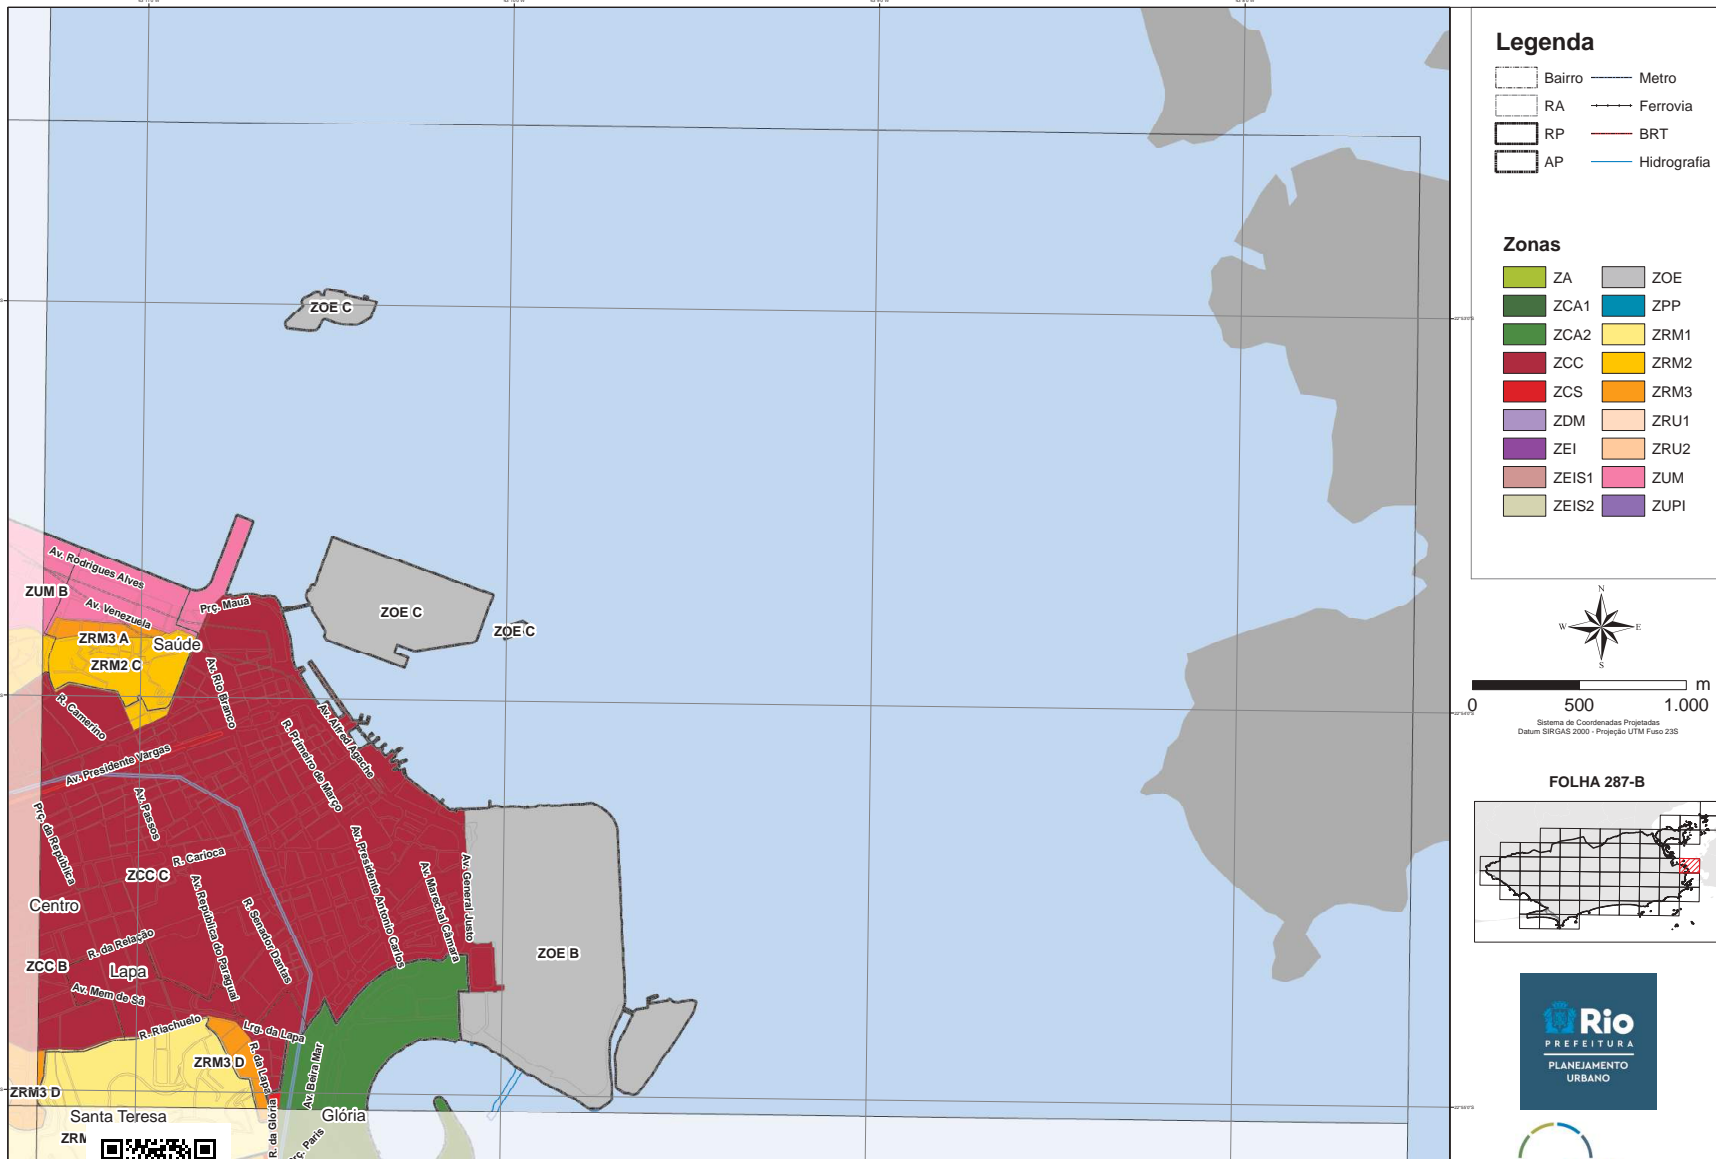 Legenda
Bairro
Metro
RA
Ferrovia
RP
BRT
AP
Hidrografia
Zonas
ZA
ZOE
ZCA1
ZPP
ZCA2
ZRM1
ZCC
ZRM2
ZCS
ZRM3
ZDM
ZRU1
ZEI
ZRU2
ZEIS1
ZUM
ZEIS2
ZUPI
N
W
E
S
m
0
500
1.000
Sistema de Coordenadas Projetadas
Datum SIRGAS 2000 - Projeção UTM Fuso 23S
FOLHA 287-B
Rio
PREFEITURA
PLANEJAMENTO
URBANO
ZOE C
ZOE C
ZOE C
Av. Rodrigues Alves
ZUM B
Av. Venezuela
Prç. Mauá
ZRM3 A
Saúde
ZRM2 C
Av. Rio Branco
R. Camerino
Av. Alfred Agache
R. Primeiro de Março
Av. Presidente Vargas
Av. Passos
Prç. da República
R. Carioca
ZCC C
Av. República do Paraguai
R. Senador Dantas
Av. Presidente Antonio Carlos
Av. Marechal Câmara
Av. General Justo
Centro
R. da Relação
ZCC B
Lapa
Av. Mem de Sá
ZOE B
R. Riachuelo
Lrg. da Lapa
ZRM3 D
R. da Lapa
Av. Beira Mar
ZRM3 D
Santa Teresa
Glória
R. da Glória
Prç. Paris
ZRM